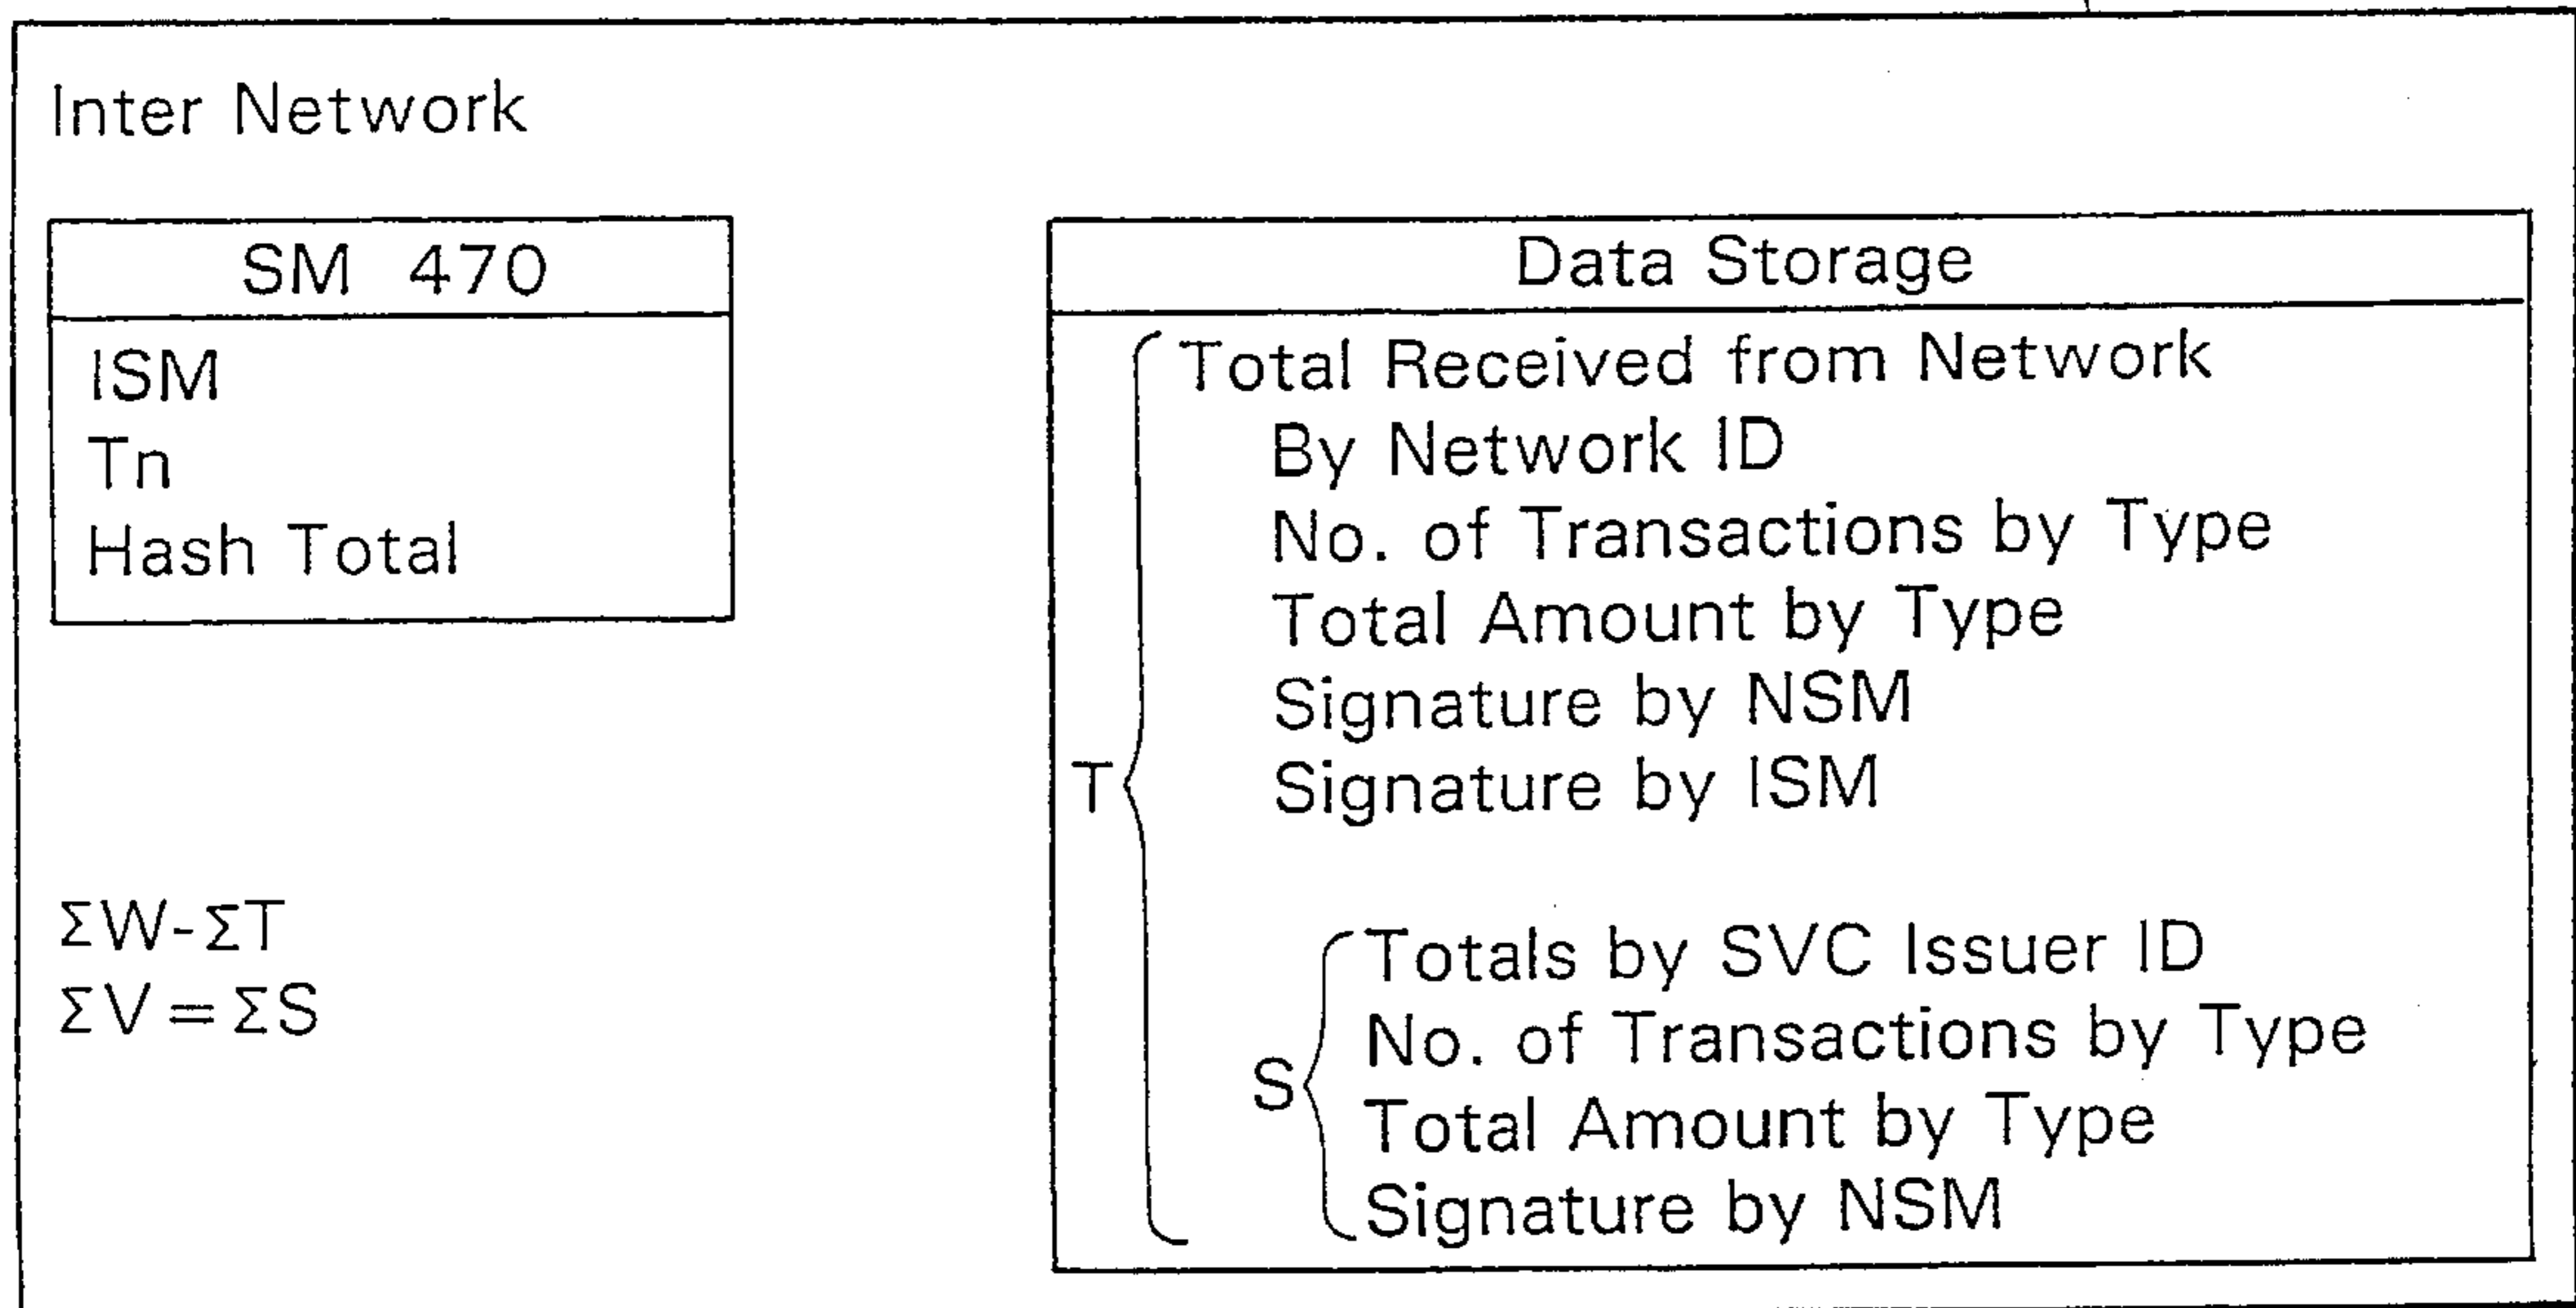 Inter Network
SM 470
ISM
Tn
Hash Total
ΣW-ΣT
ΣV=ΣS
Data Storage
T
Total Received from Network
By Network ID
No. of Transactions by Type
Total Amount by Type
Signature by NSM
Signature by ISM
S
Totals by SVC Issuer ID
No. of Transactions by Type
Total Amount by Type
Signature by NSM